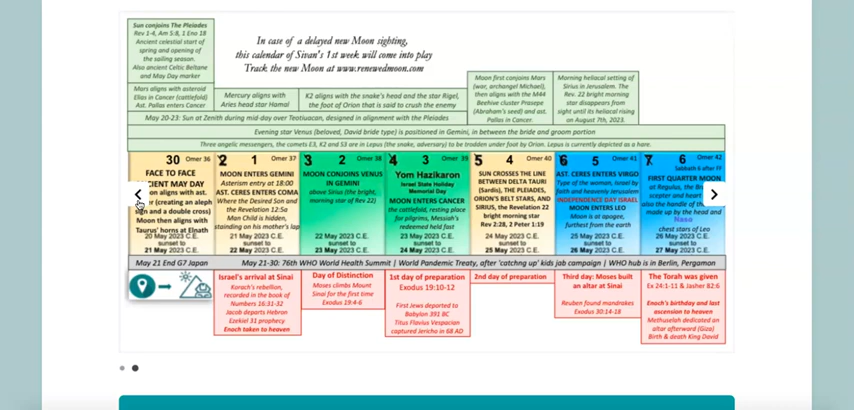 Sun conjoins The Pleiades
Rev 1-4, Am 5:8, 1 Eno 18
Ancient celestial start of
spring and opening of
the sailing season.
Also ancient Celtic Beltane
and May Day marker
In case of a delayed new Moon sighting,
this calendar of Sivan's 1st week will come into play
Track the new Moon at www.renewedmoon.com
Mars aligns with asteroid
Elias in Cancer (cattlefold)
Ast. Pallas enters Cancer
Mercury aligns with
Aries head star Hamal
K2 aligns with the snake's head and the star Rigel,
the foot of Orion that is said to crush the enemy
Moon first conjoins Mars
(war, archangel Michael),
then aligns with the M44
Beehive cluster Prasepe
(Abraham's seed) and ast.
Pallas in Cancer.
Morning heliacal setting of
Sirius in Jerusalem. The
Rev. 22 bright morning
star disappears from
sight until its heliacal rising
on August 7th, 2023.
May 20-23: Sun at Zenith during mid-day over Teotiuacan, designed in alignment with the Pleiades
Evening star Venus (beloved, David bride type) is positioned in Gemini, in between the bride and groom portion
Three angelic messengers, the comets E3, K2 and S3 are in Lepus (the snake, adversary) to be trodden under foot by Orion. Lepus is currently depicted as a hare.
30 Omer 36
FACE TO FACE
CIENT MAY DAY
on aligns with ast.
er (creating an aleph
sign and a double cross)
Moon then aligns with
Taurus' horns at Elnath
20 May 2023 C.E.
sunset to
21 May 2023 C.E.
2 1 Omer 37
MOON ENTERS GEMINI
Asterism entry at 18:00
AST. CERES ENTERS COMA
Where the Desired Son and
the Revelation 12:5a
Man Child is hidden,
standing on his mother's lap
21 May 2023 C.E.
sunset to
22 May 2023 C.E.
3 2 Omer 38
MOON CONJOINS VENUS
IN GEMINI
above Sirius (the bright,
morning star of Rev 22)
22 May 2023 C.E.
sunset to
23 May 2023 C.E.
4 3 Omer 39
Yom Hazikaron
Israel State Holiday
Memorial Day
MOON ENTERS CANCER
the cattlefold, resting place
for pilgrims, Messiah's
redeemed held fast
23 May 2023 C.E.
sunset to
24 May 2023 C.E.
5 4 Omer 40
SUN CROSSES THE LINE
BETWEEN DELTA TAURI
(Sardis), THE PLEIADES,
ORION'S BELT STARS, AND
SIRIUS, the Revelation 22
bright morning star
Rev 2:28, 2 Peter 1:19
24 May 2023 C.E.
sunset to
25 May 2023 C.E.
6 5 Omer 41
AST. CERES ENTERS VIRGO
Type of the woman, Israel by
faith and heavenly Jerusalem
INDEPENDENCE DAY ISRAEL
MOON ENTERS LEO
Moon is at apogee,
furthest from the earth
25 May 2023 C.E.
sunset to
26 May 2023 C.E.
7 6 Omer 42
Sabbath 6 after FF
FIRST QUARTER MOON
at Regulus, the
scepter and heart
also the handle of the
made up by the head and
chest stars of Leo
26 May 2023 C.E.
sunset to
27 May 2023 C.E.
May 21 End G7 Japan
May 21-30: 76th WHO World Health Summit | World Pandemic Treaty, after 'catching up' kids jab campaign | WHO hub is in Berlin, Pergamon
Israel's arrival at Sinai
Korach's rebellion,
recorded in the book of
Numbers 16:31-32
Jacob departs Hebron
Ezekiel 31 prophecy
Enoch taken to heaven
Day of Distinction
Moses climbs Mount
Sinai for the first time
Exodus 19:4-6
1st day of preparation
Exodus 19:10-12
First Jews deported to
Babylon 391 BC
Titus Flavius Vespacian
captured Jericho in 68 AD
2nd day of preparation
Third day: Moses built
an altar at Sinai
Reuben found mandrakes
Exodus 30:14-18
The Torah was given
Ex 24:1-11 & Jasher 82:6
Enoch's birthday and last
ascension to heaven
Methuselah dedicated an
altar afterward (Giza)
Birth & death King David